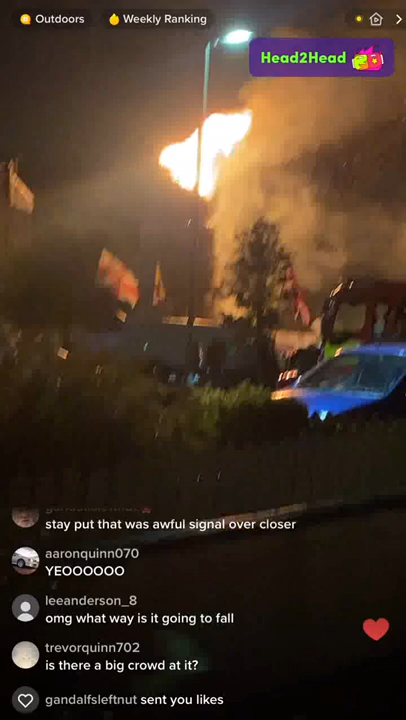 Outdoors
Weekly Ranking
Head2Head
stay put that was awful signal over closer
aaronquinn070
YEOOOOOO
leeanderson_8
omg what way is it going to fall
trevorquinn702
is there a big crowd at it?
gandalfsleftnut sent you likes